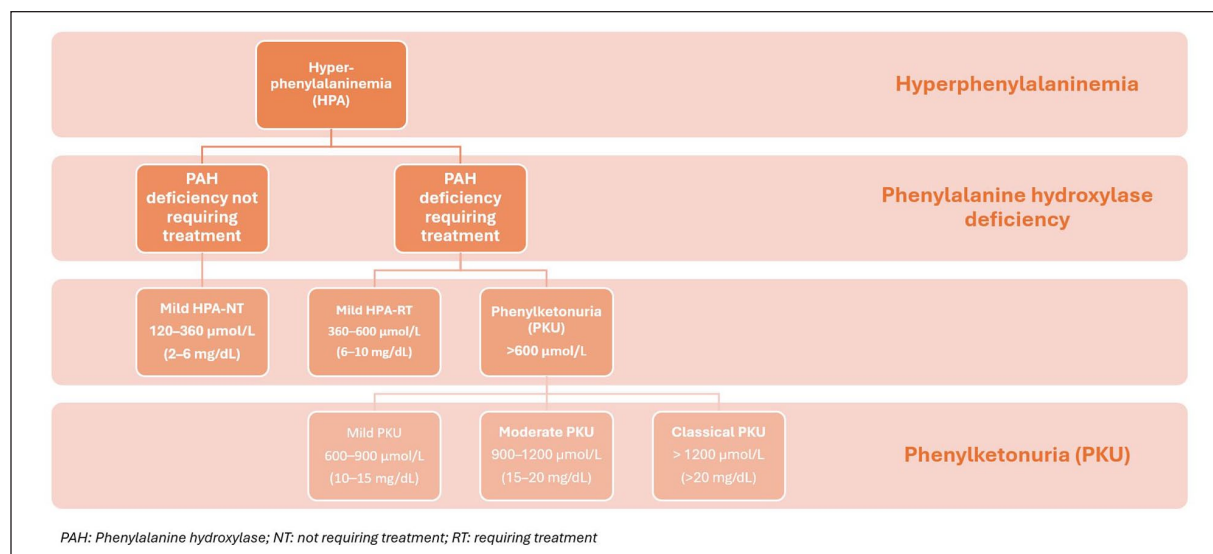 Hyper-
phenylalaninemia
(HPA)
Hyperphenylalaninemia
PAH
deficiency not
requiring
treatment
PAH
deficiency
requiring
treatment
Phenylalanine hydroxylase
deficiency
Mild HPA-NT
120–360 µmol/L
(2–6 mg/dL)
Mild HPA-RT
360–600 µmol/L
(6–10 mg/dL)
Phenylketonuria
(PKU)
>600 µmol/L
Mild PKU
600–900 µmol/L
(10–15 mg/dL)
Moderate PKU
900–1200 µmol/L
(15–20 mg/dL)
Classical PKU
> 1200 µmol/L
(>20 mg/dL)
Phenylketonuria (PKU)
PAH: Phenylalanine hydroxylase; NT: not requiring treatment; RT: requiring treatment